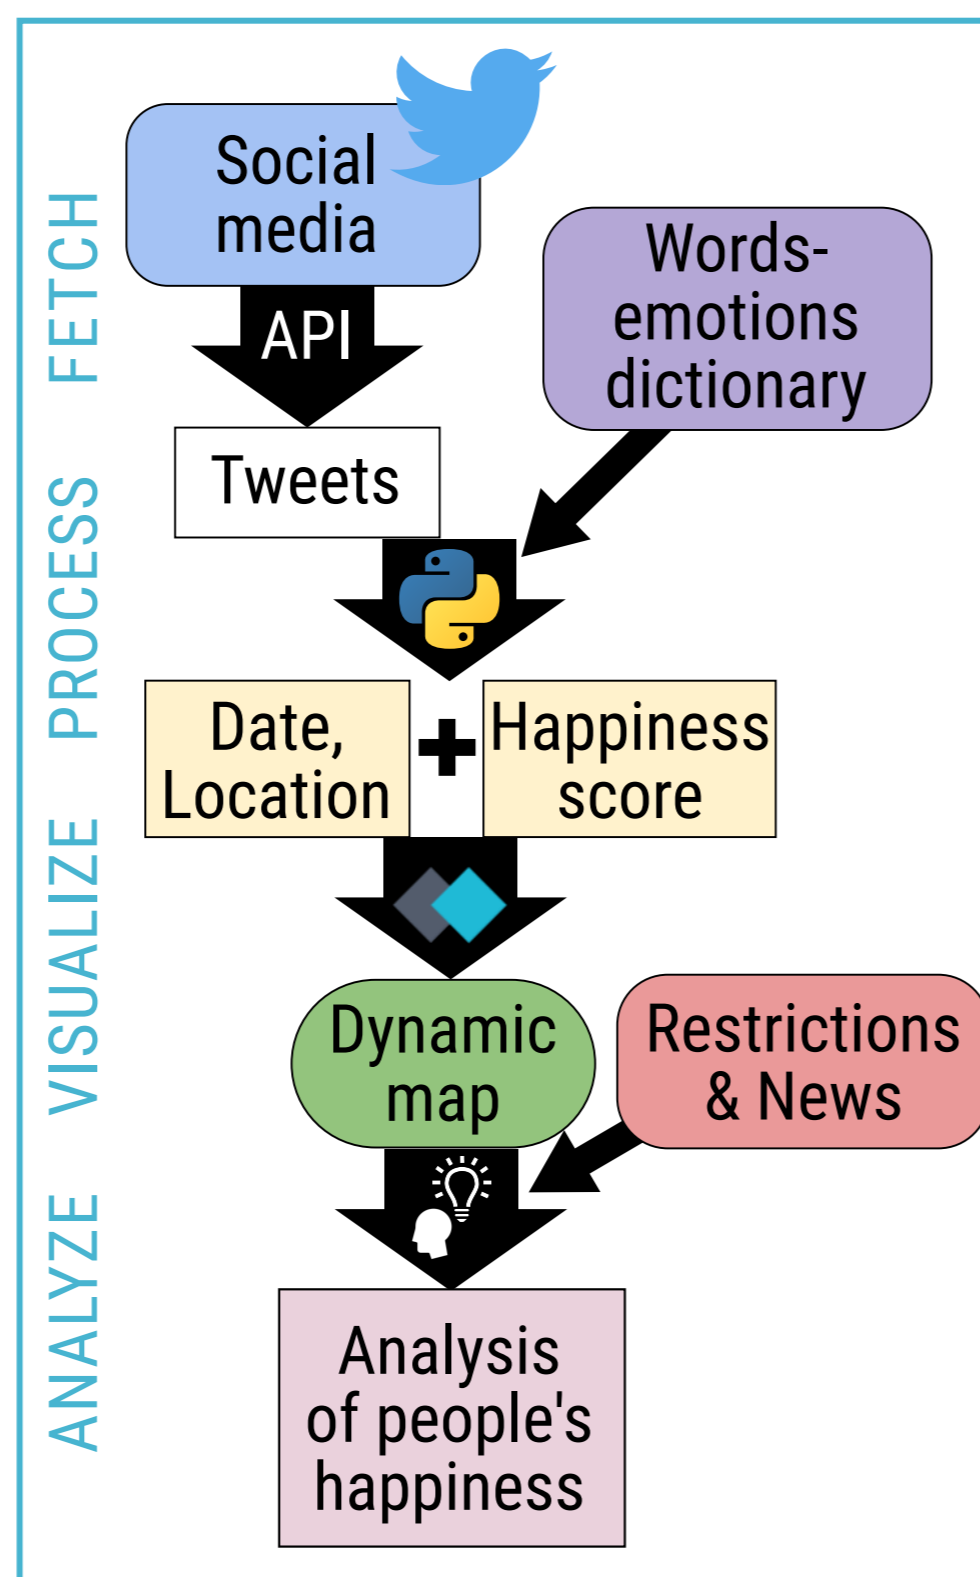 FETCH
Social
media
API
Words-
emotions
dictionary
Tweets
PROCESS
Date,
Location
Happiness
score
VISUALIZE
Dynamic
map
Restrictions
& News
ANALYZE
Analysis
of people's
happiness